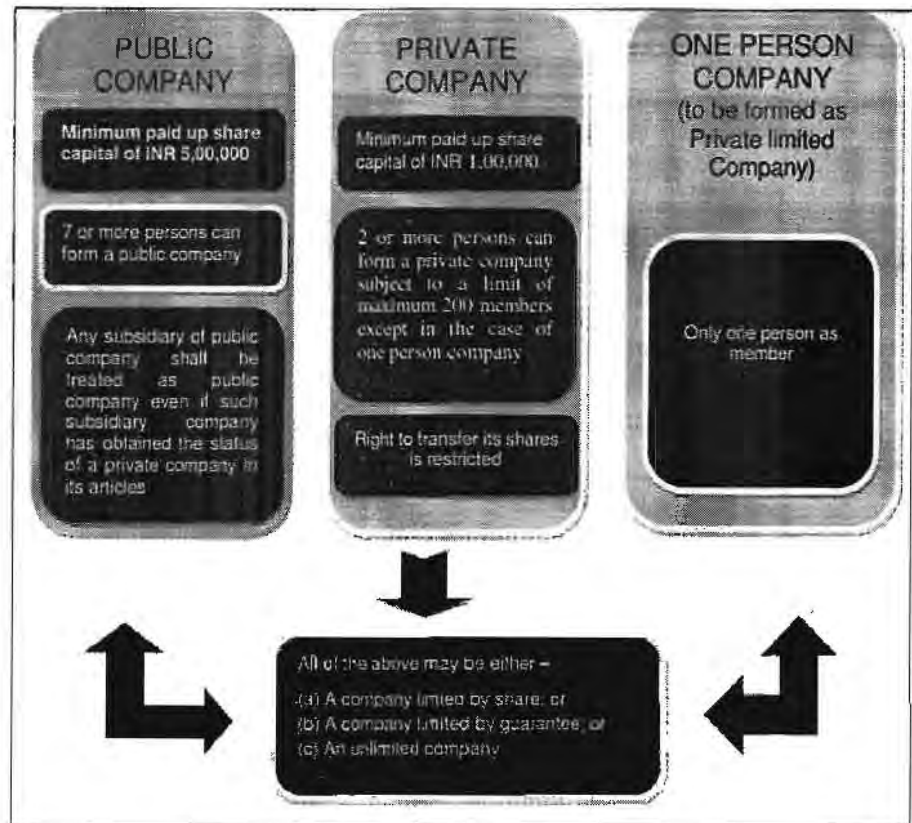 PUBLIC
COMPANY
Minimum paid up share
capital of INR 5,00,000
7 or more persons can
form a public company
Any subsidiary of public
company shall be
treated as public
company even if such
subsidiary company
has obtained the status
of a private company in
its articles
PRIVATE
COMPANY
Minimum paid up share
capital of INR 1,00,000
2 or more persons can
form a private company
subject to a limit of
maximum 200 members
except in the case of
one person company
Right to transfer its shares
is restricted
ONE PERSON
COMPANY
(to be formed as
Private limited
Company)
Only one person as
member
All of the above may be either –
(a) A company limited by share; or
(b) A company limited by guarantee; or
(c) An unlimited company